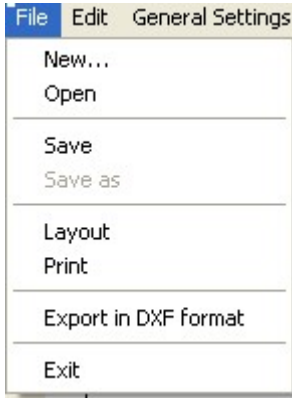 File Edit General Settings
New...
Open
Save
Save as
Layout
Print
Export in DXF format
Exit